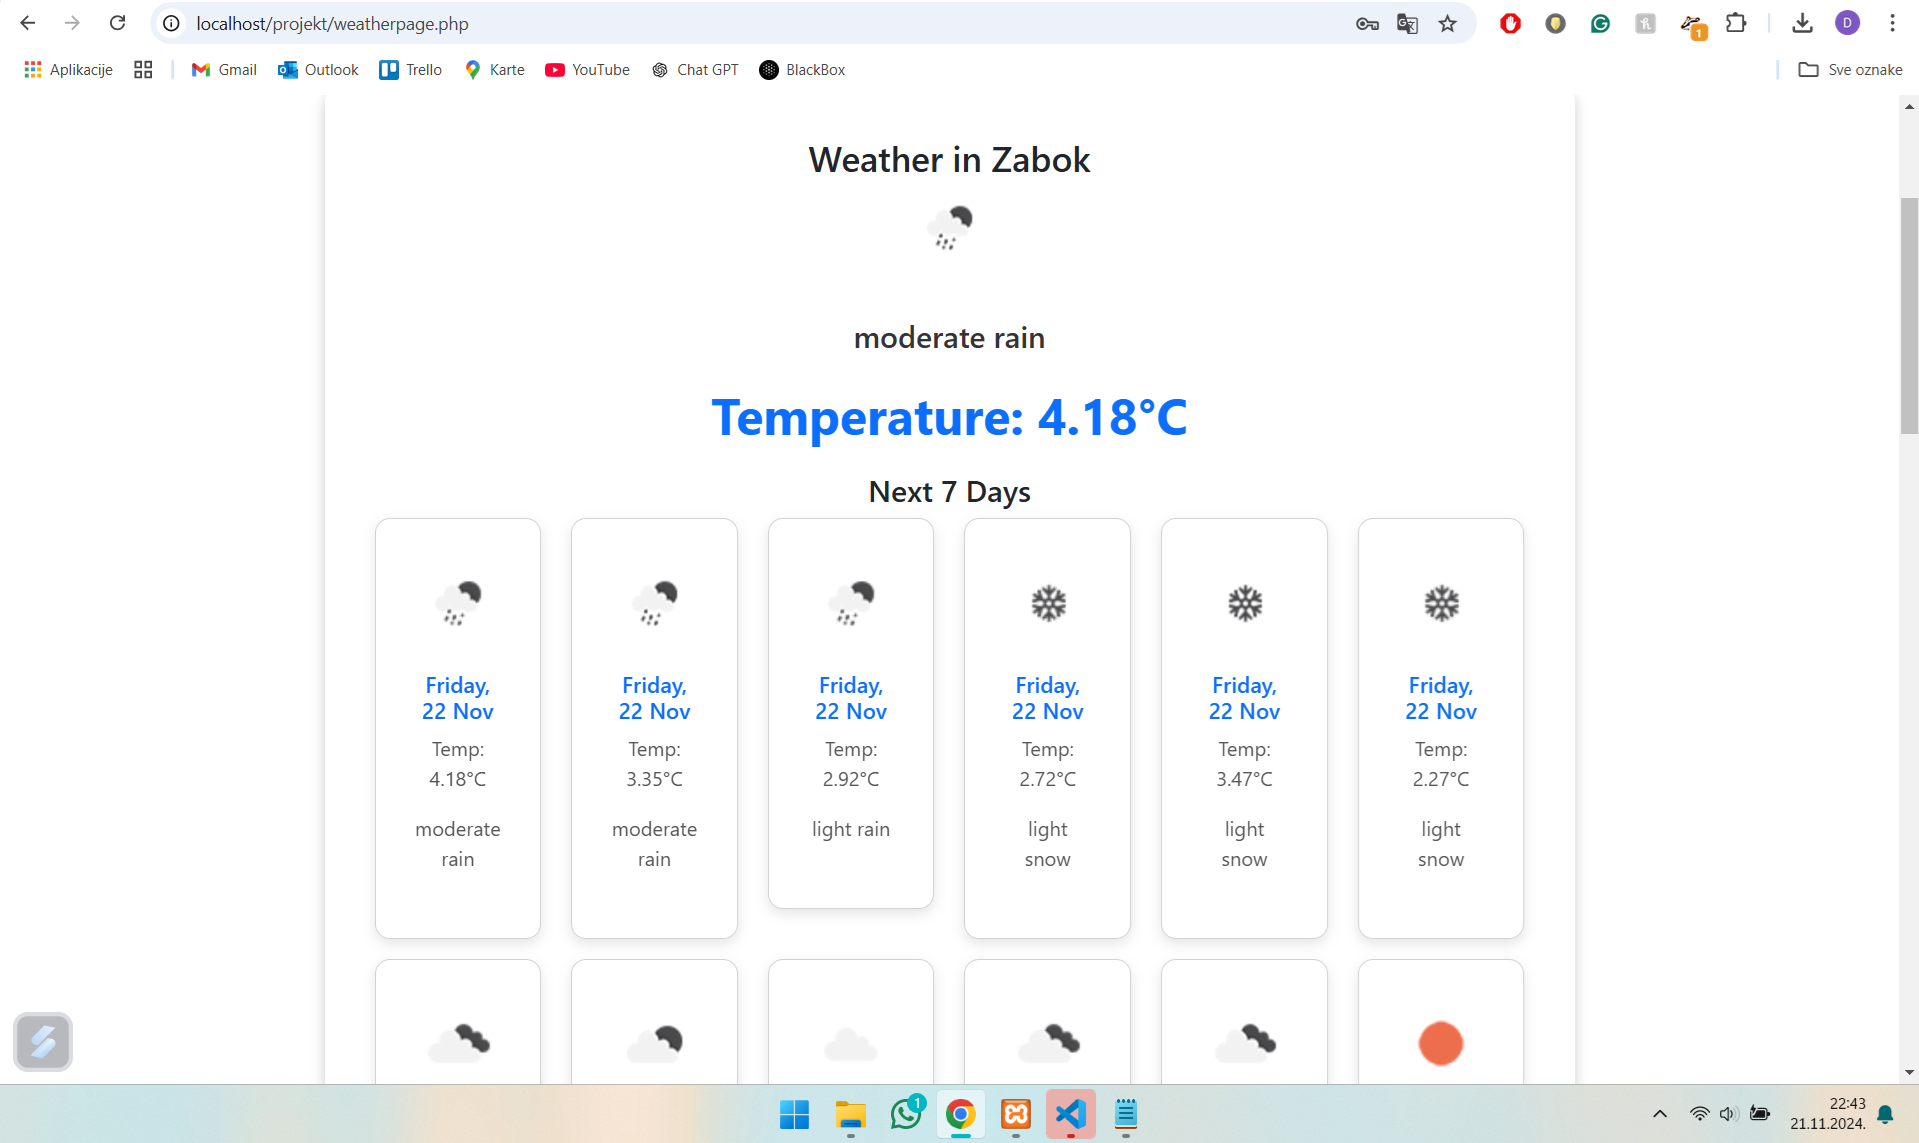 localhost/projekt/weatherpage.php
1
D
Aplikacije
Gmail
Outlook
Trello
Karte
YouTube
Chat GPT
BlackBox
Sve oznake
Weather in Zabok
moderate rain
Temperature: 4.18°C
Next 7 Days
Friday,
22 Nov
Temp:
4.18°C
moderate
rain
Friday,
22 Nov
Temp:
3.35°C
moderate
rain
Friday,
22 Nov
Temp:
2.92°C
light rain
Friday,
22 Nov
Temp:
2.72°C
light
snow
Friday,
22 Nov
Temp:
3.47°C
light
snow
Friday,
22 Nov
Temp:
2.27°C
light
snow
1
22:43
21.11.2024.